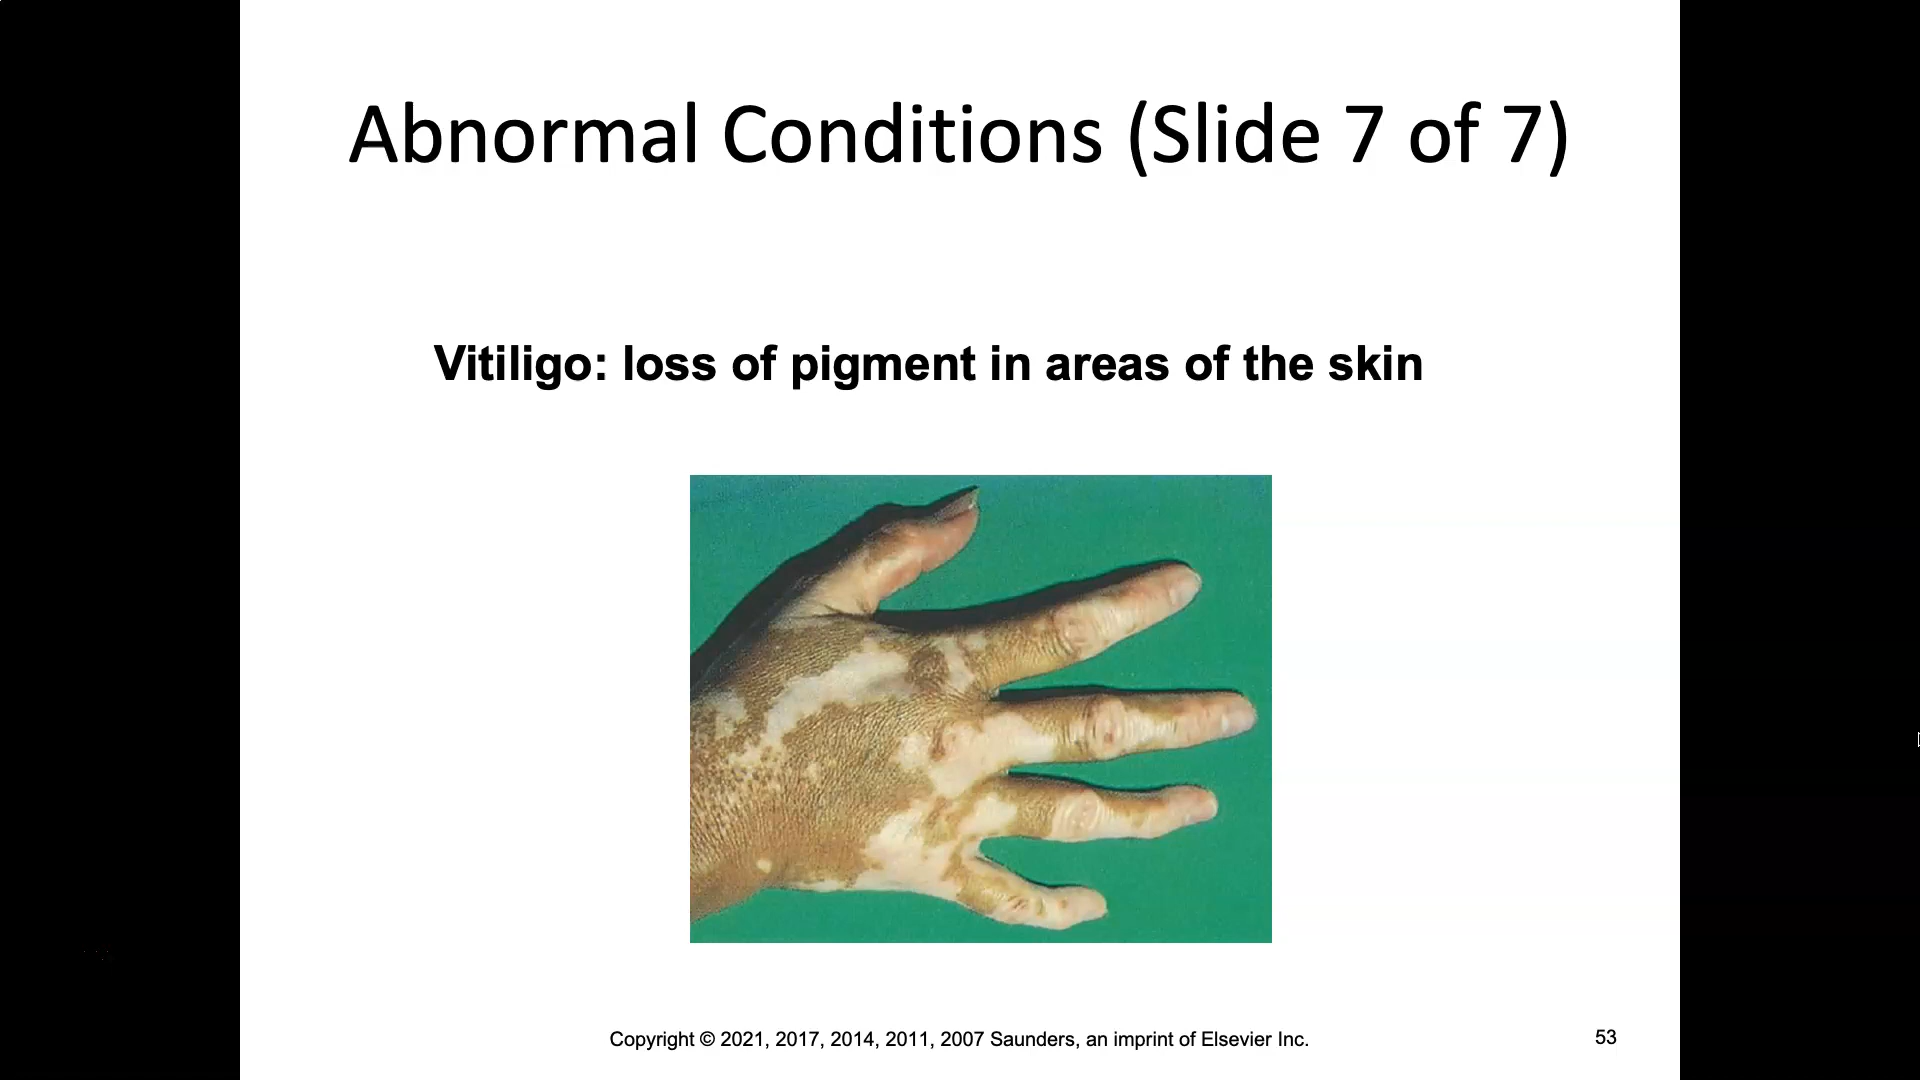 Abnormal Conditions (Slide 7 of 7)
Vitiligo: loss of pigment in areas of the skin
Copyright © 2021, 2017, 2014, 2011, 2007 Saunders, an imprint of Elsevier Inc.
53